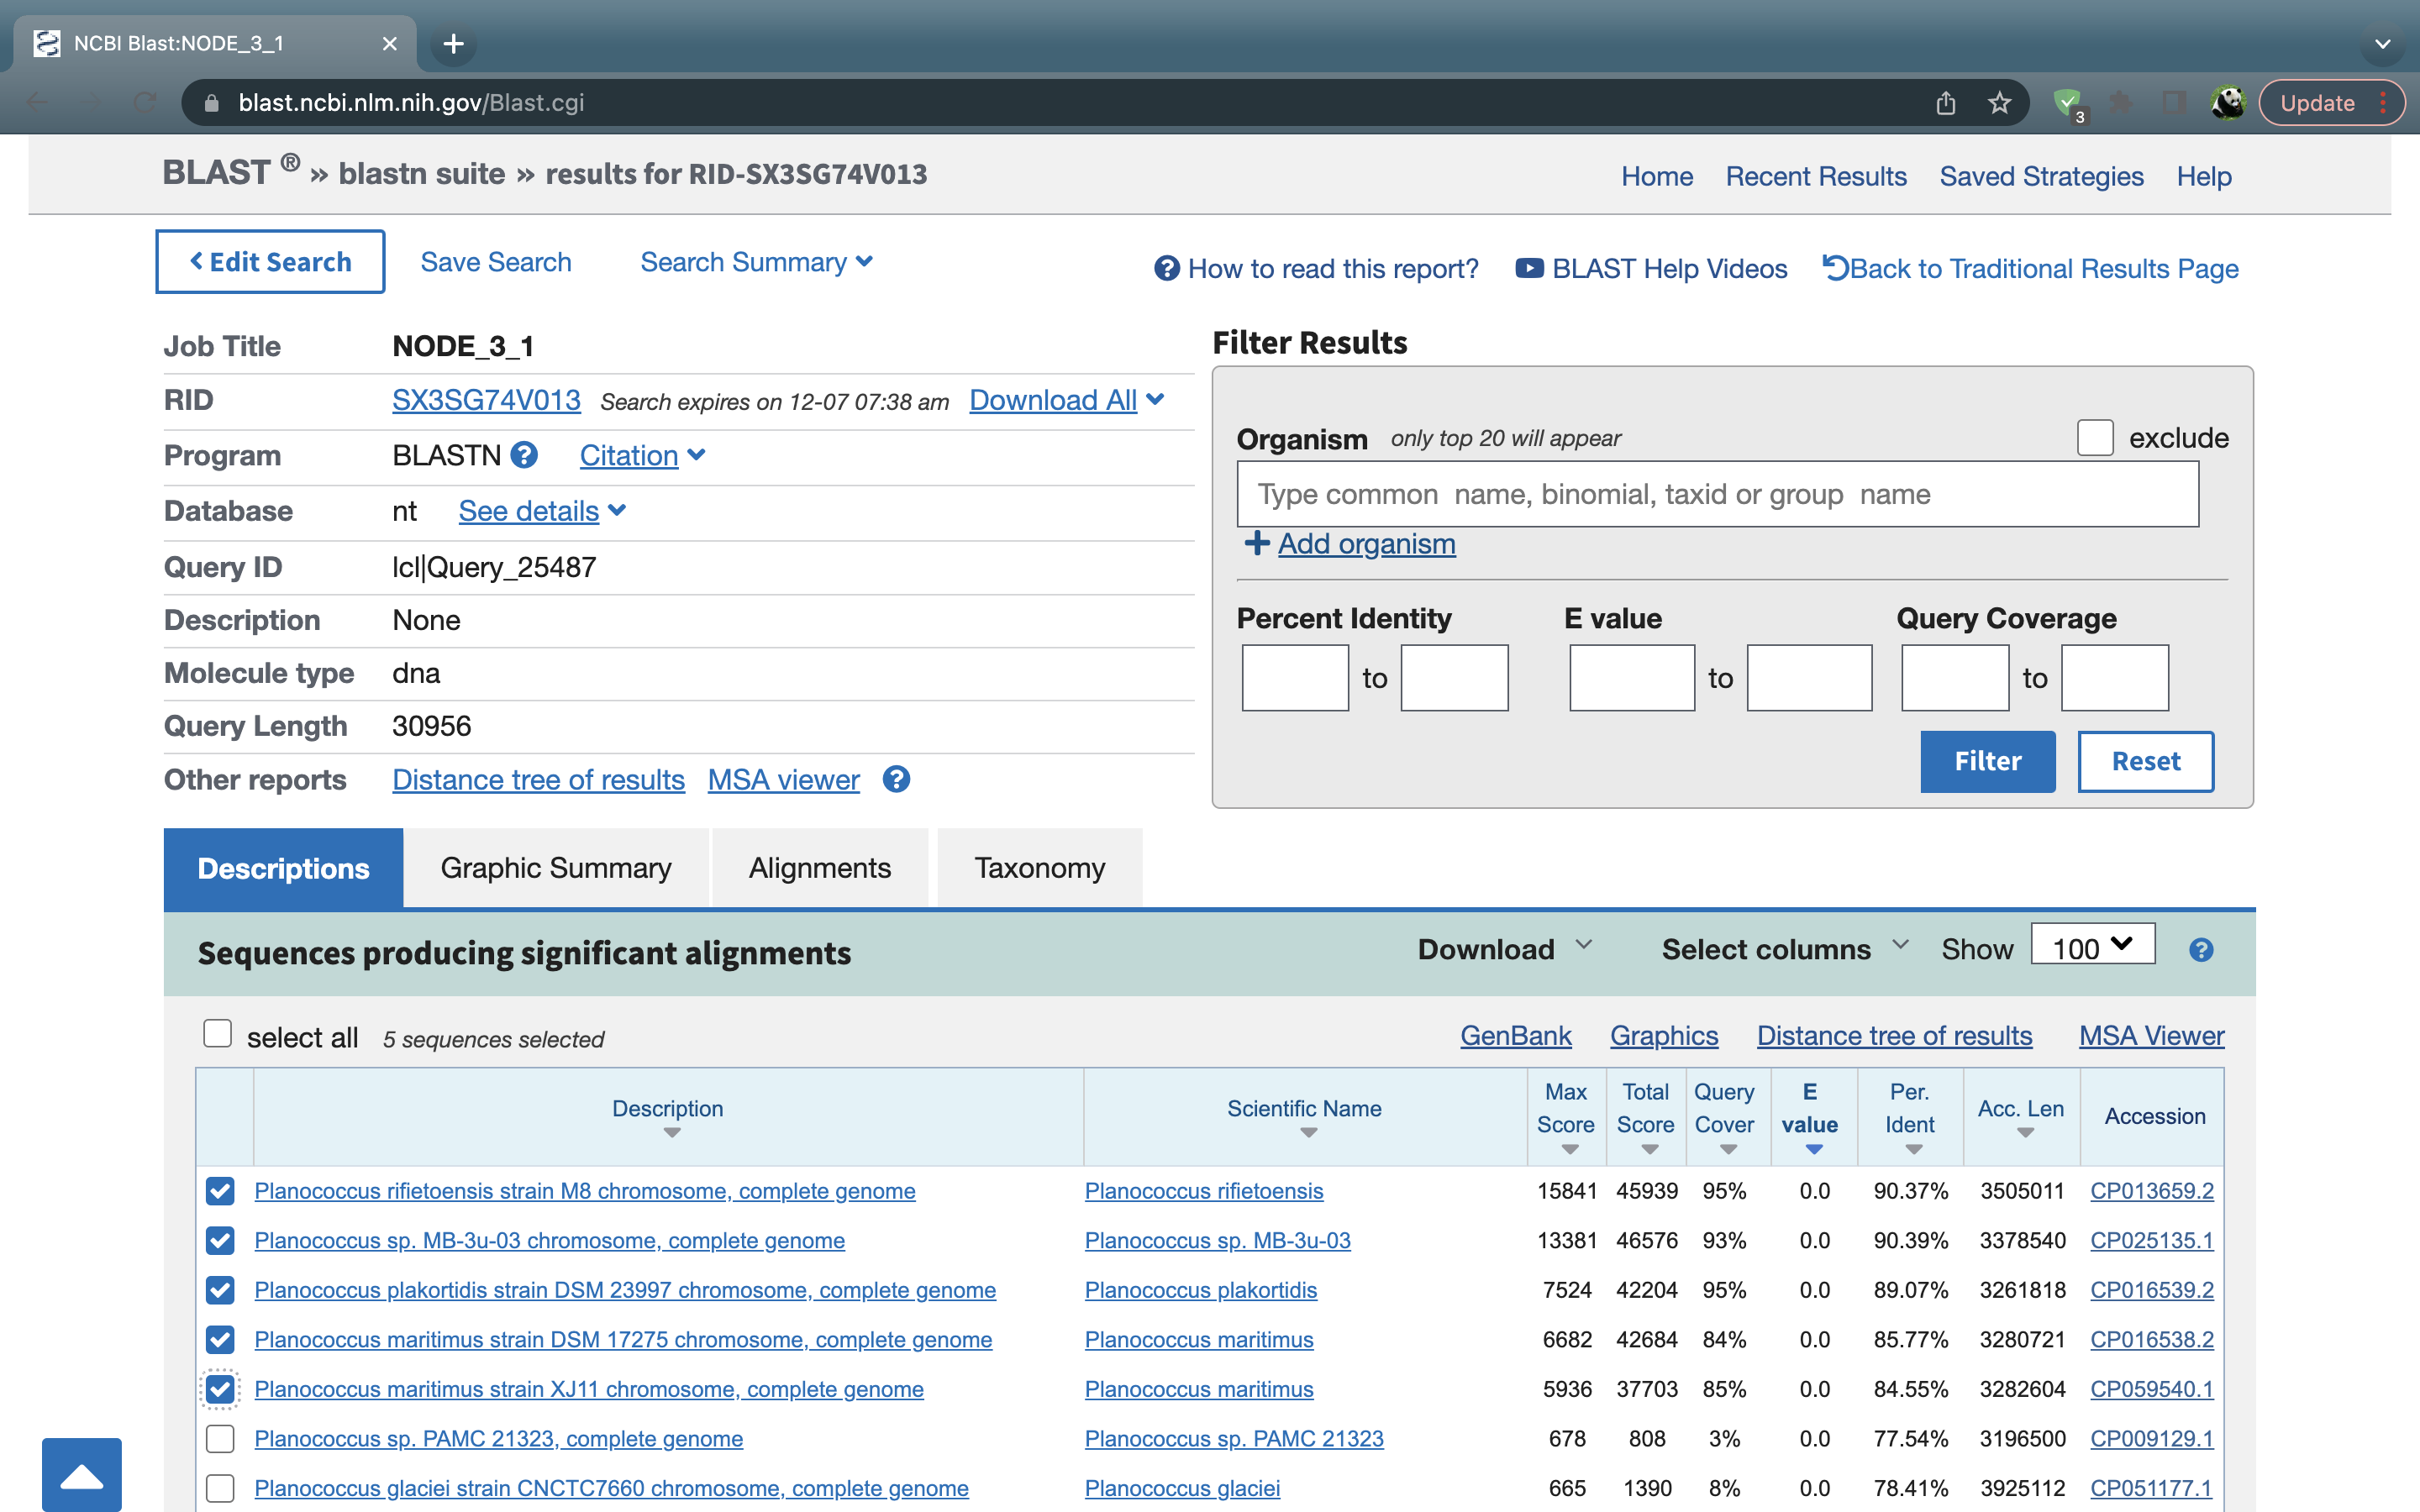 NCBI Blast:NODE_3_1
blast.ncbi.nlm.nih.gov/Blast.cgi
3
Update
BLAST ® » blastn suite » results for RID-SX3SG74V013
Home Recent Results Saved Strategies Help
Edit Search Save Search Search Summary
How to read this report? BLAST Help Videos Back to Traditional Results Page
Job Title NODE_3_1
RID SX3SG74V013 Search expires on 12-07 07:38 am Download All
Program BLASTN Citation
Database nt See details
Query ID lcl|Query_25487
Description None
Molecule type dna
Query Length 30956
Other reports Distance tree of results MSA viewer
Filter Results
Organism only top 20 will appear exclude
Type common name, binomial, taxid or group name
Add organism
Percent Identity E value Query Coverage
to to to
Filter Reset
Descriptions Graphic Summary Alignments Taxonomy
Sequences producing significant alignments Download Select columns Show 100
select all 5 sequences selected GenBank Graphics Distance tree of results MSA Viewer
Description Scientific Name Max Score Total Score Query Cover E value Per. Ident Acc. Len Accession
Planococcus rifietoensis strain M8 chromosome, complete genome Planococcus rifietoensis 15841 45939 95% 0.0 90.37% 3505011 CP013659.2
Planococcus sp. MB-3u-03 chromosome, complete genome Planococcus sp. MB-3u-03 13381 46576 93% 0.0 90.39% 3378540 CP025135.1
Planococcus plakortidis strain DSM 23997 chromosome, complete genome Planococcus plakortidis 7524 42204 95% 0.0 89.07% 3261818 CP016539.2
Planococcus maritimus strain DSM 17275 chromosome, complete genome Planococcus maritimus 6682 42684 84% 0.0 85.77% 3280721 CP016538.2
Planococcus maritimus strain XJ11 chromosome, complete genome Planococcus maritimus 5936 37703 85% 0.0 84.55% 3282604 CP059540.1
Planococcus sp. PAMC 21323, complete genome Planococcus sp. PAMC 21323 678 808 3% 0.0 77.54% 3196500 CP009129.1
Planococcus glaciei strain CNCTC7660 chromosome, complete genome Planococcus glaciei 665 1390 8% 0.0 78.41% 3925112 CP051177.1